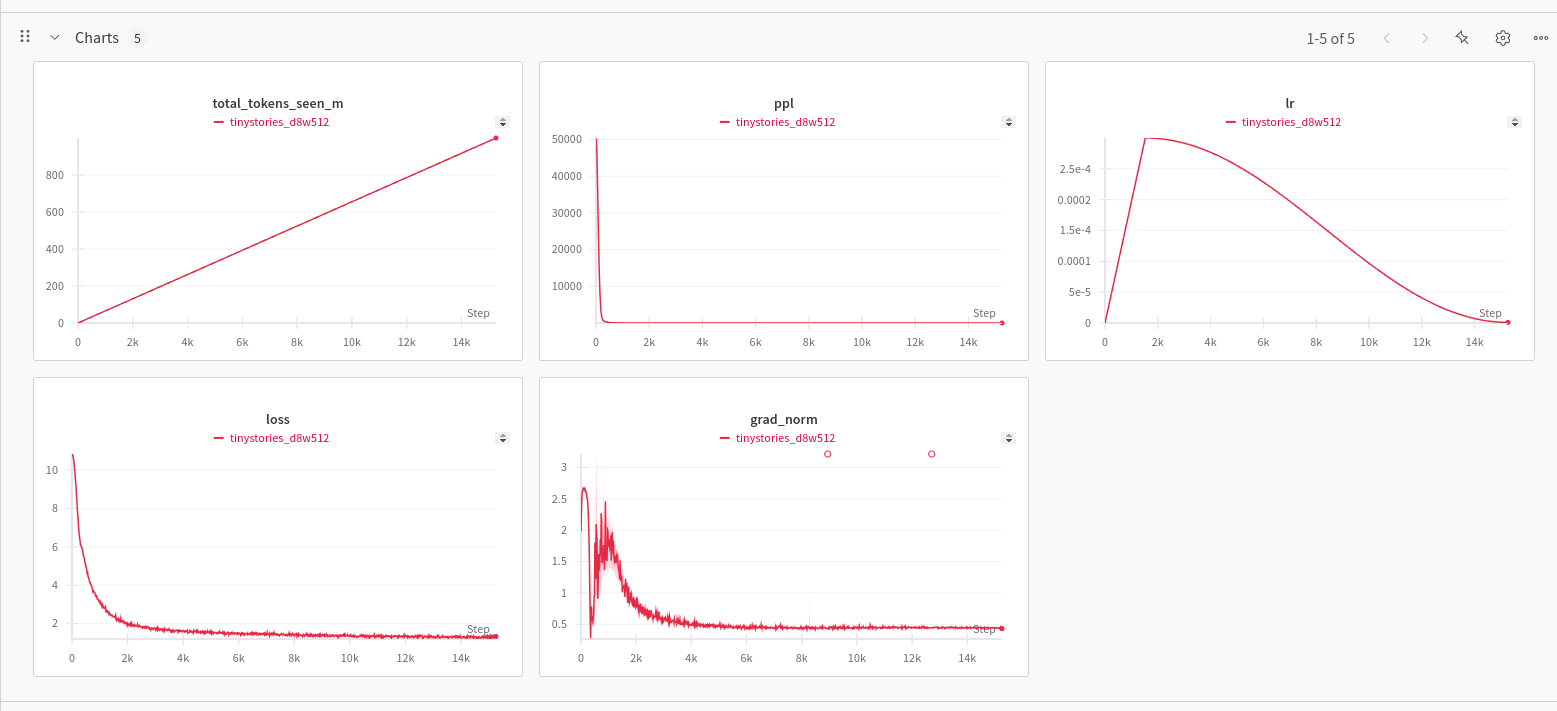 Charts 5
1-5 of 5
total_tokens_seen_m
tinystories_d8w512
800
600
400
200
0
Step
0 2k 4k 6k 8k 10k 12k 14k
ppl
tinystories_d8w512
50000
40000
30000
20000
10000
Step
0 2k 4k 6k 8k 10k 12k 14k
lr
tinystories_d8w512
2.5e-4
0.0002
1.5e-4
0.0001
5e-5
0
Step
0 2k 4k 6k 8k 10k 12k 14k
loss
tinystories_d8w512
10
8
6
4
2
Step
0 2k 4k 6k 8k 10k 12k 14k
grad_norm
tinystories_d8w512
3
2.5
2
1.5
1
0.5
Step
0 2k 4k 6k 8k 10k 12k 14k